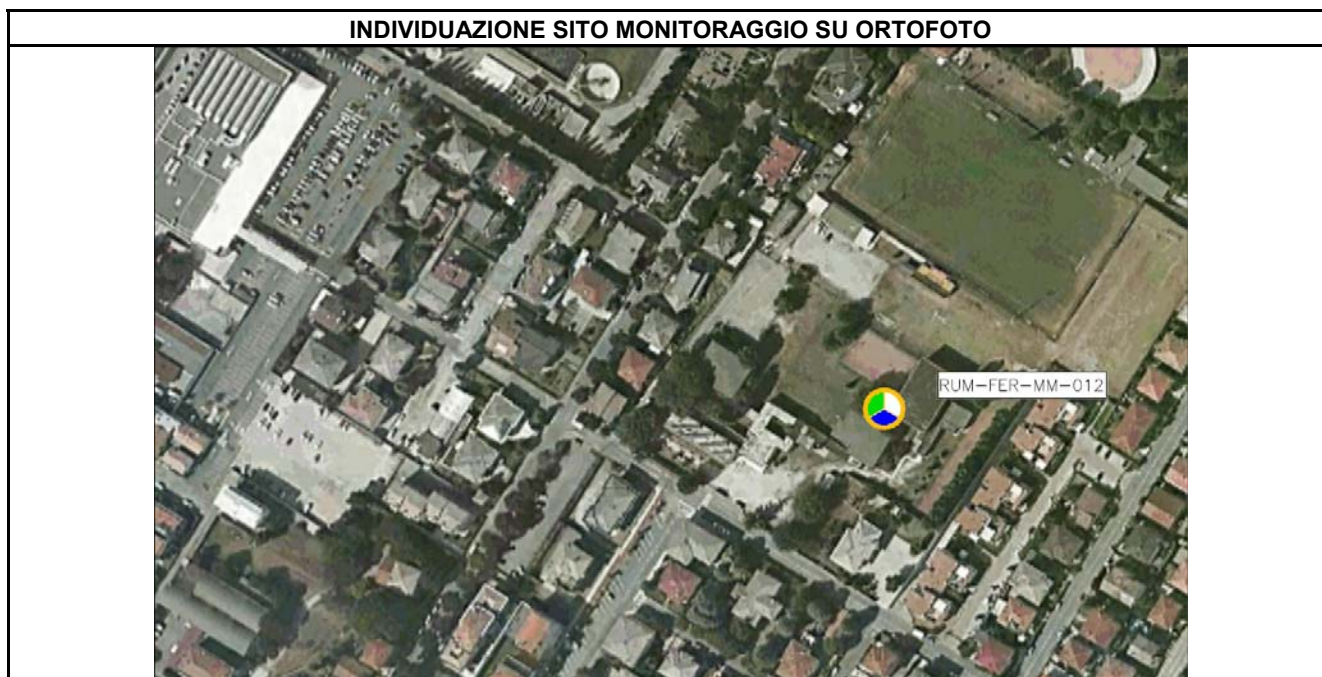 INDIVIDUAZIONE SITO MONITORAGGIO SU ORTOFOTO
RUM-FER-MM-012